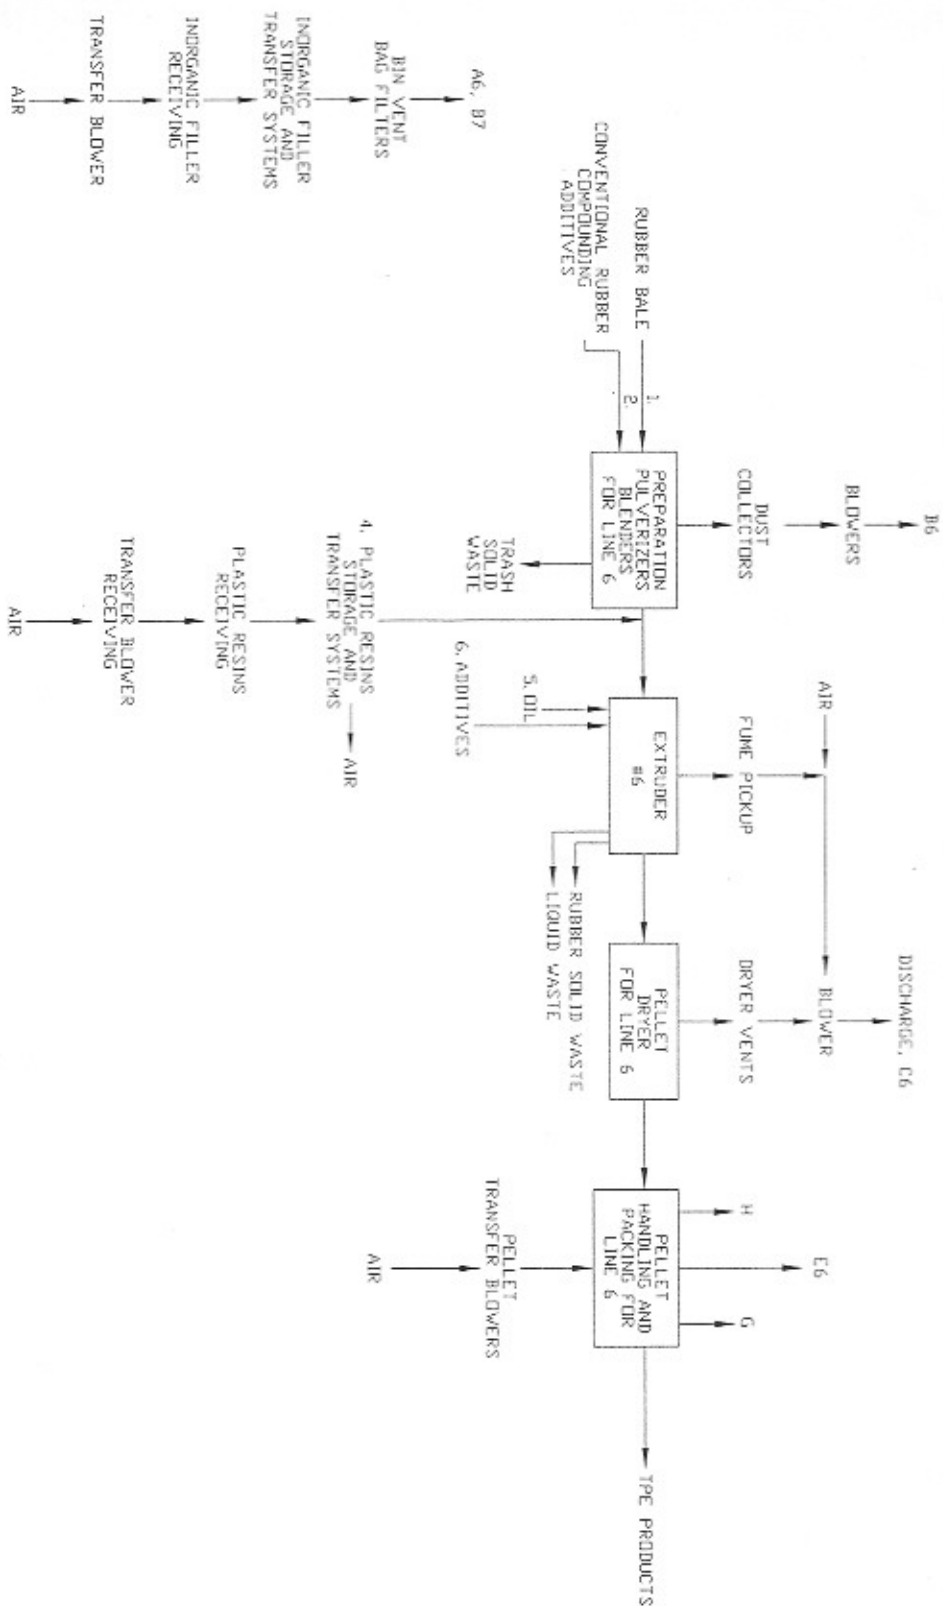 A6, B7
BIN VENT
BAG FILTERS
INORGANIC FILLER
STORAGE AND
TRANSFER SYSTEMS
INORGANIC FILLER
RECEIVING
TRANSFER BLOWER
AIR
B6
BLOWERS
DUST
COLLECTORS
RUBBER BALE
1.
CONVENTIONAL RUBBER
COMPOUNDING
ADDITIVES
2.
PREPARATION
PULVERIZERS
BLENDERS
FOR LINE 6
TRASH
SOLID
WASTE
4. PLASTIC RESINS
STORAGE AND
TRANSFER SYSTEMS
AIR
PLASTIC RESINS
RECEIVING
TRANSFER BLOWER
RECEIVING
AIR
AIR
FUME PICKUP
EXTRUDER
#6
5. OIL
6. ADDITIVES
RUBBER SOLID WASTE
LIQUID WASTE
DISCHARGE, C6
BLOWER
DRYER VENTS
PELLET
DRYER
FOR LINE 6
H
E6
G
PELLET
HANDLING AND
PACKING FOR
LINE 6
PELLET
TRANSFER BLOWERS
AIR
TPE PRODUCTS